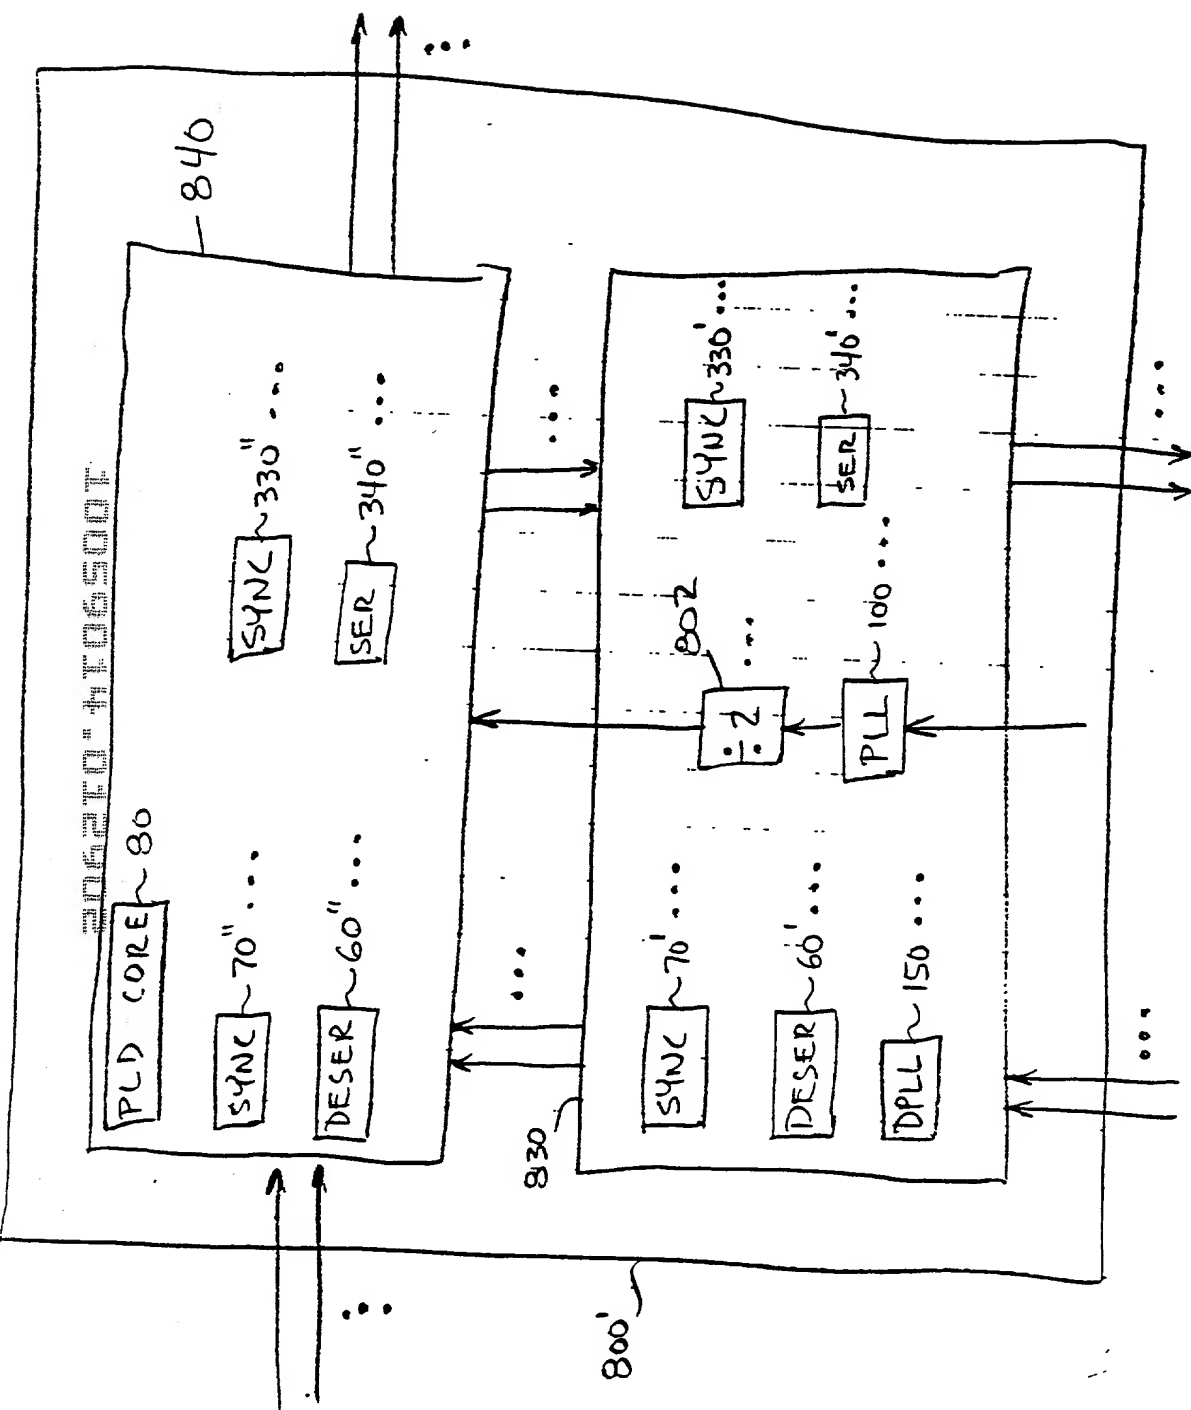 840
PLD CORE 80
SYNC 70" ...
DESER 60" ...
SYNC 330" ...
SER 340" ...
...
...
...
...
830
SYNC 70' ...
DESER 60' ...
DPLL 150 ...
802
÷2 ...
PLL 100 ...
SYNC 330' ...
SER 340' ...
...
...
800'